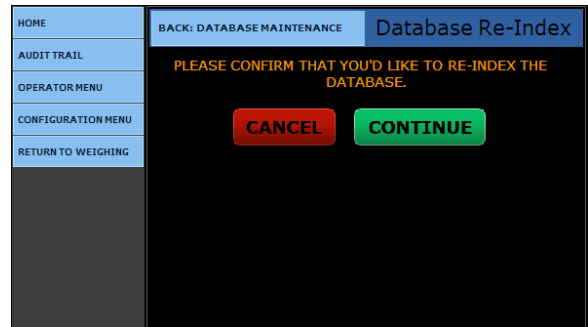 HOME
AUDIT TRAIL
OPERATOR MENU
CONFIGURATION MENU
RETURN TO WEIGHING
BACK: DATABASE MAINTENANCE
Database Re-Index
PLEASE CONFIRM THAT YOU'D LIKE TO RE-INDEX THE
DATABASE.
CANCEL
CONTINUE